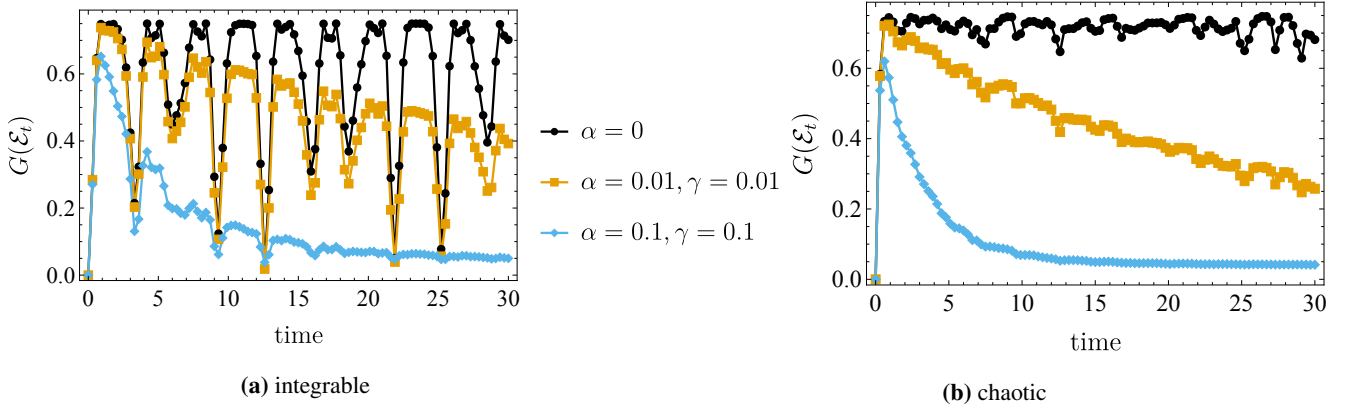 G(ℰ_t)
0.6
0.4
0.2
0.0
0 5 10 15 20 25 30
time
(a) integrable
α = 0
α = 0.01, γ = 0.01
α = 0.1, γ = 0.1
G(ℰ_t)
0.6
0.4
0.2
0.0
0 5 10 15 20 25 30
time
(b) chaotic